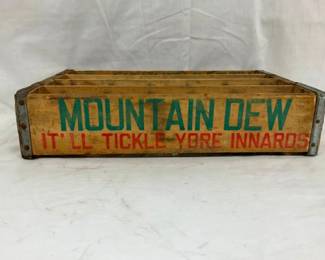 MOUNTAIN DEW
IT'LL TICKLE YORE INNARDS